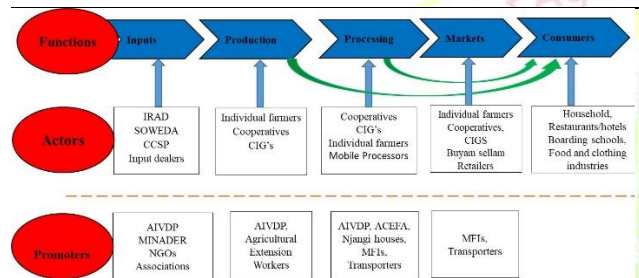 Functions
Inputs
Production
Processing
Markets
Consumers
Actors
IRAD
SOWEDA
CCSP
Input dealers
Individual farmers
Cooperatives
CIG's
Cooperatives
CIG's
Individual farmers
Mobile Processors
Individual farmers
Cooperatives,
CIGS
Buyam sellam
Retailers
Household,
Restaurants/hotels
Boarding schools,
Food and clothing
industries
Promoters
AIVDP
MINADER
NGOs
Associations
AIVDP,
Agricultural
Extension
Workers
AIVDP, ACEFA,
Njangi houses,
MFIs,
Transporters
MFIs,
Transporters